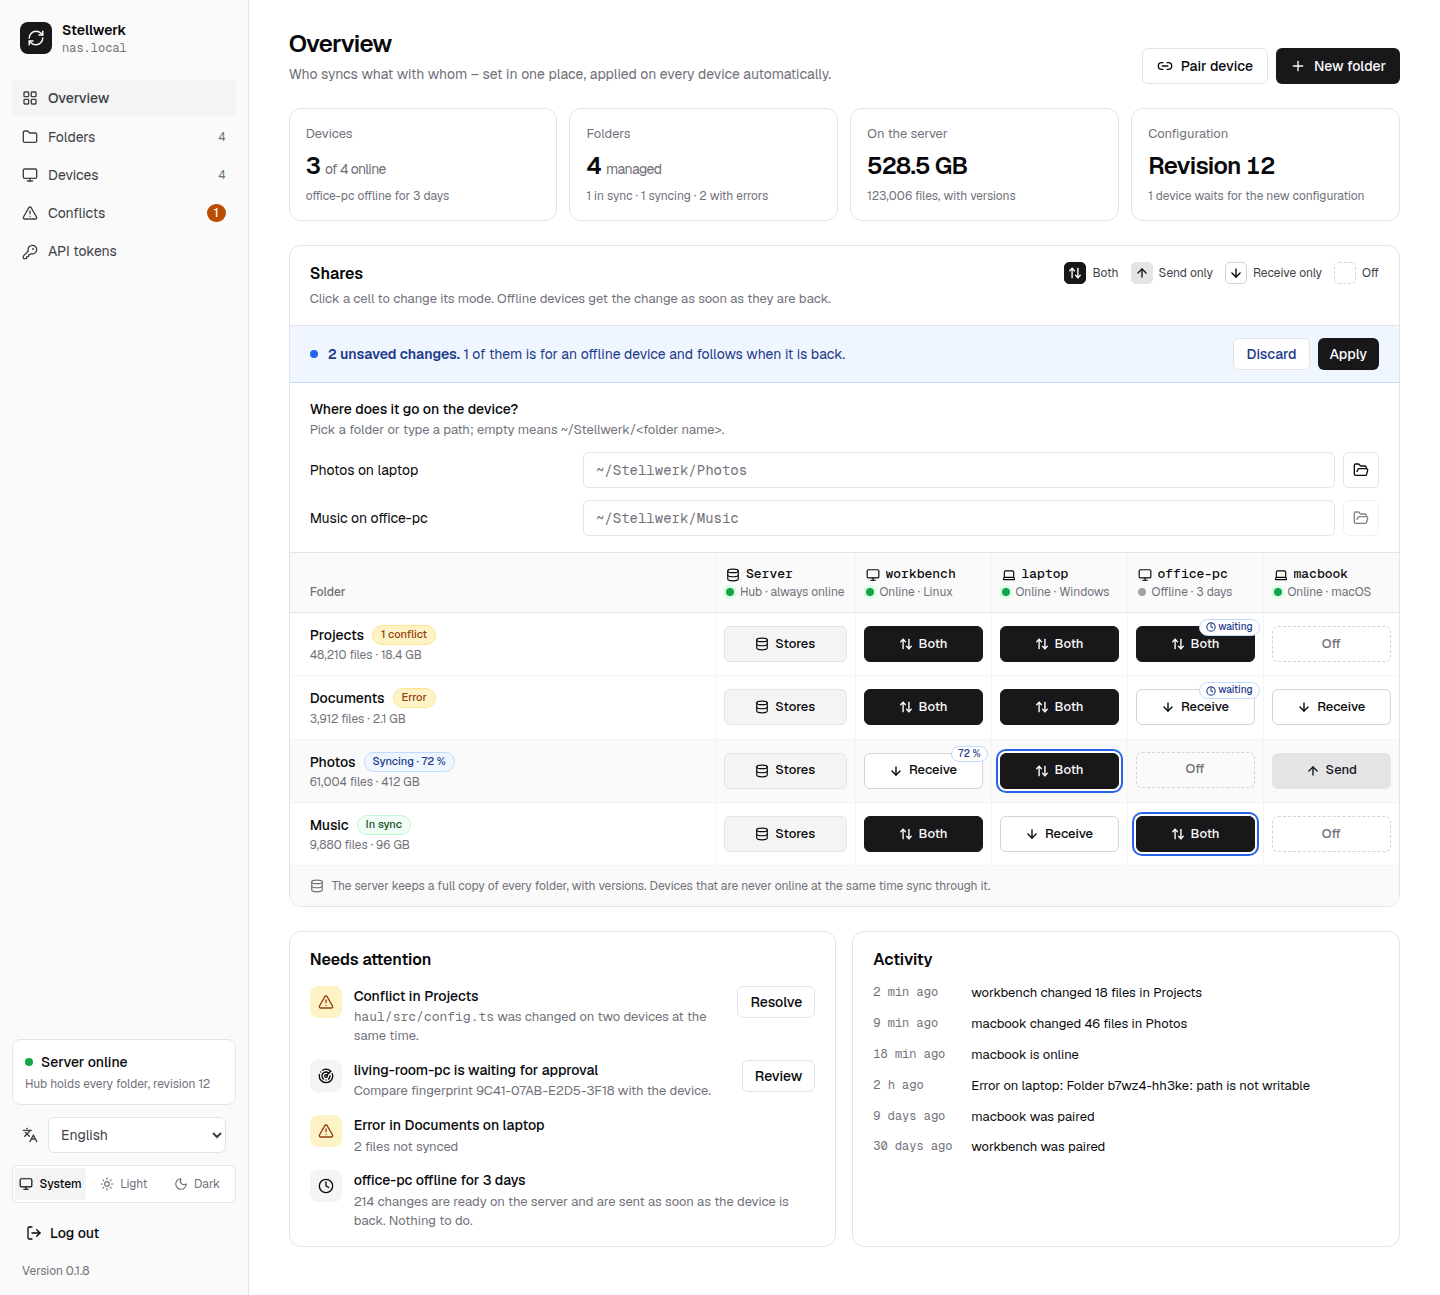 Stellwerk
nas.local
Overview
Folders 4
Devices 4
Conflicts 1
API tokens
Server online
Hub holds every folder, revision 12
English
System Light Dark
Log out
Version 0.1.8
Overview
Who syncs what with whom – set in one place, applied on every device automatically.
Pair device
New folder
Devices
3 of 4 online
office-pc offline for 3 days
Folders
4 managed
1 in sync · 1 syncing · 2 with errors
On the server
528.5 GB
123,006 files, with versions
Configuration
Revision 12
1 device waits for the new configuration
Shares
Click a cell to change its mode. Offline devices get the change as soon as they are back.
Both Send only Receive only Off
2 unsaved changes. 1 of them is for an offline device and follows when it is back.
Discard Apply
Where does it go on the device?
Pick a folder or type a path; empty means ~/Stellwerk/<folder name>.
Photos on laptop ~/Stellwerk/Photos
Music on office-pc ~/Stellwerk/Music
Folder
Server
Hub · always online
workbench
Online · Linux
laptop
Online · Windows
office-pc
Offline · 3 days
macbook
Online · macOS
Projects 1 conflict
48,210 files · 18.4 GB
Stores Both Both Both waiting Off
Documents Error
3,912 files · 2.1 GB
Stores Both Both Receive waiting Receive
Photos Syncing · 72 %
61,004 files · 412 GB
Stores Receive 72 % Both Off Send
Music In sync
9,880 files · 96 GB
Stores Both Receive Both Off
The server keeps a full copy of every folder, with versions. Devices that are never online at the same time sync through it.
Needs attention
Conflict in Projects
haul/src/config.ts was changed on two devices at the
same time.
Resolve
living-room-pc is waiting for approval
Compare fingerprint 9C41-07AB-E2D5-3F18 with the device.
Review
Error in Documents on laptop
2 files not synced
office-pc offline for 3 days
214 changes are ready on the server and are sent as soon as the device is
back. Nothing to do.
Activity
2 min ago workbench changed 18 files in Projects
9 min ago macbook changed 46 files in Photos
18 min ago macbook is online
2 h ago Error on laptop: Folder b7wz4-hh3ke: path is not writable
9 days ago macbook was paired
30 days ago workbench was paired